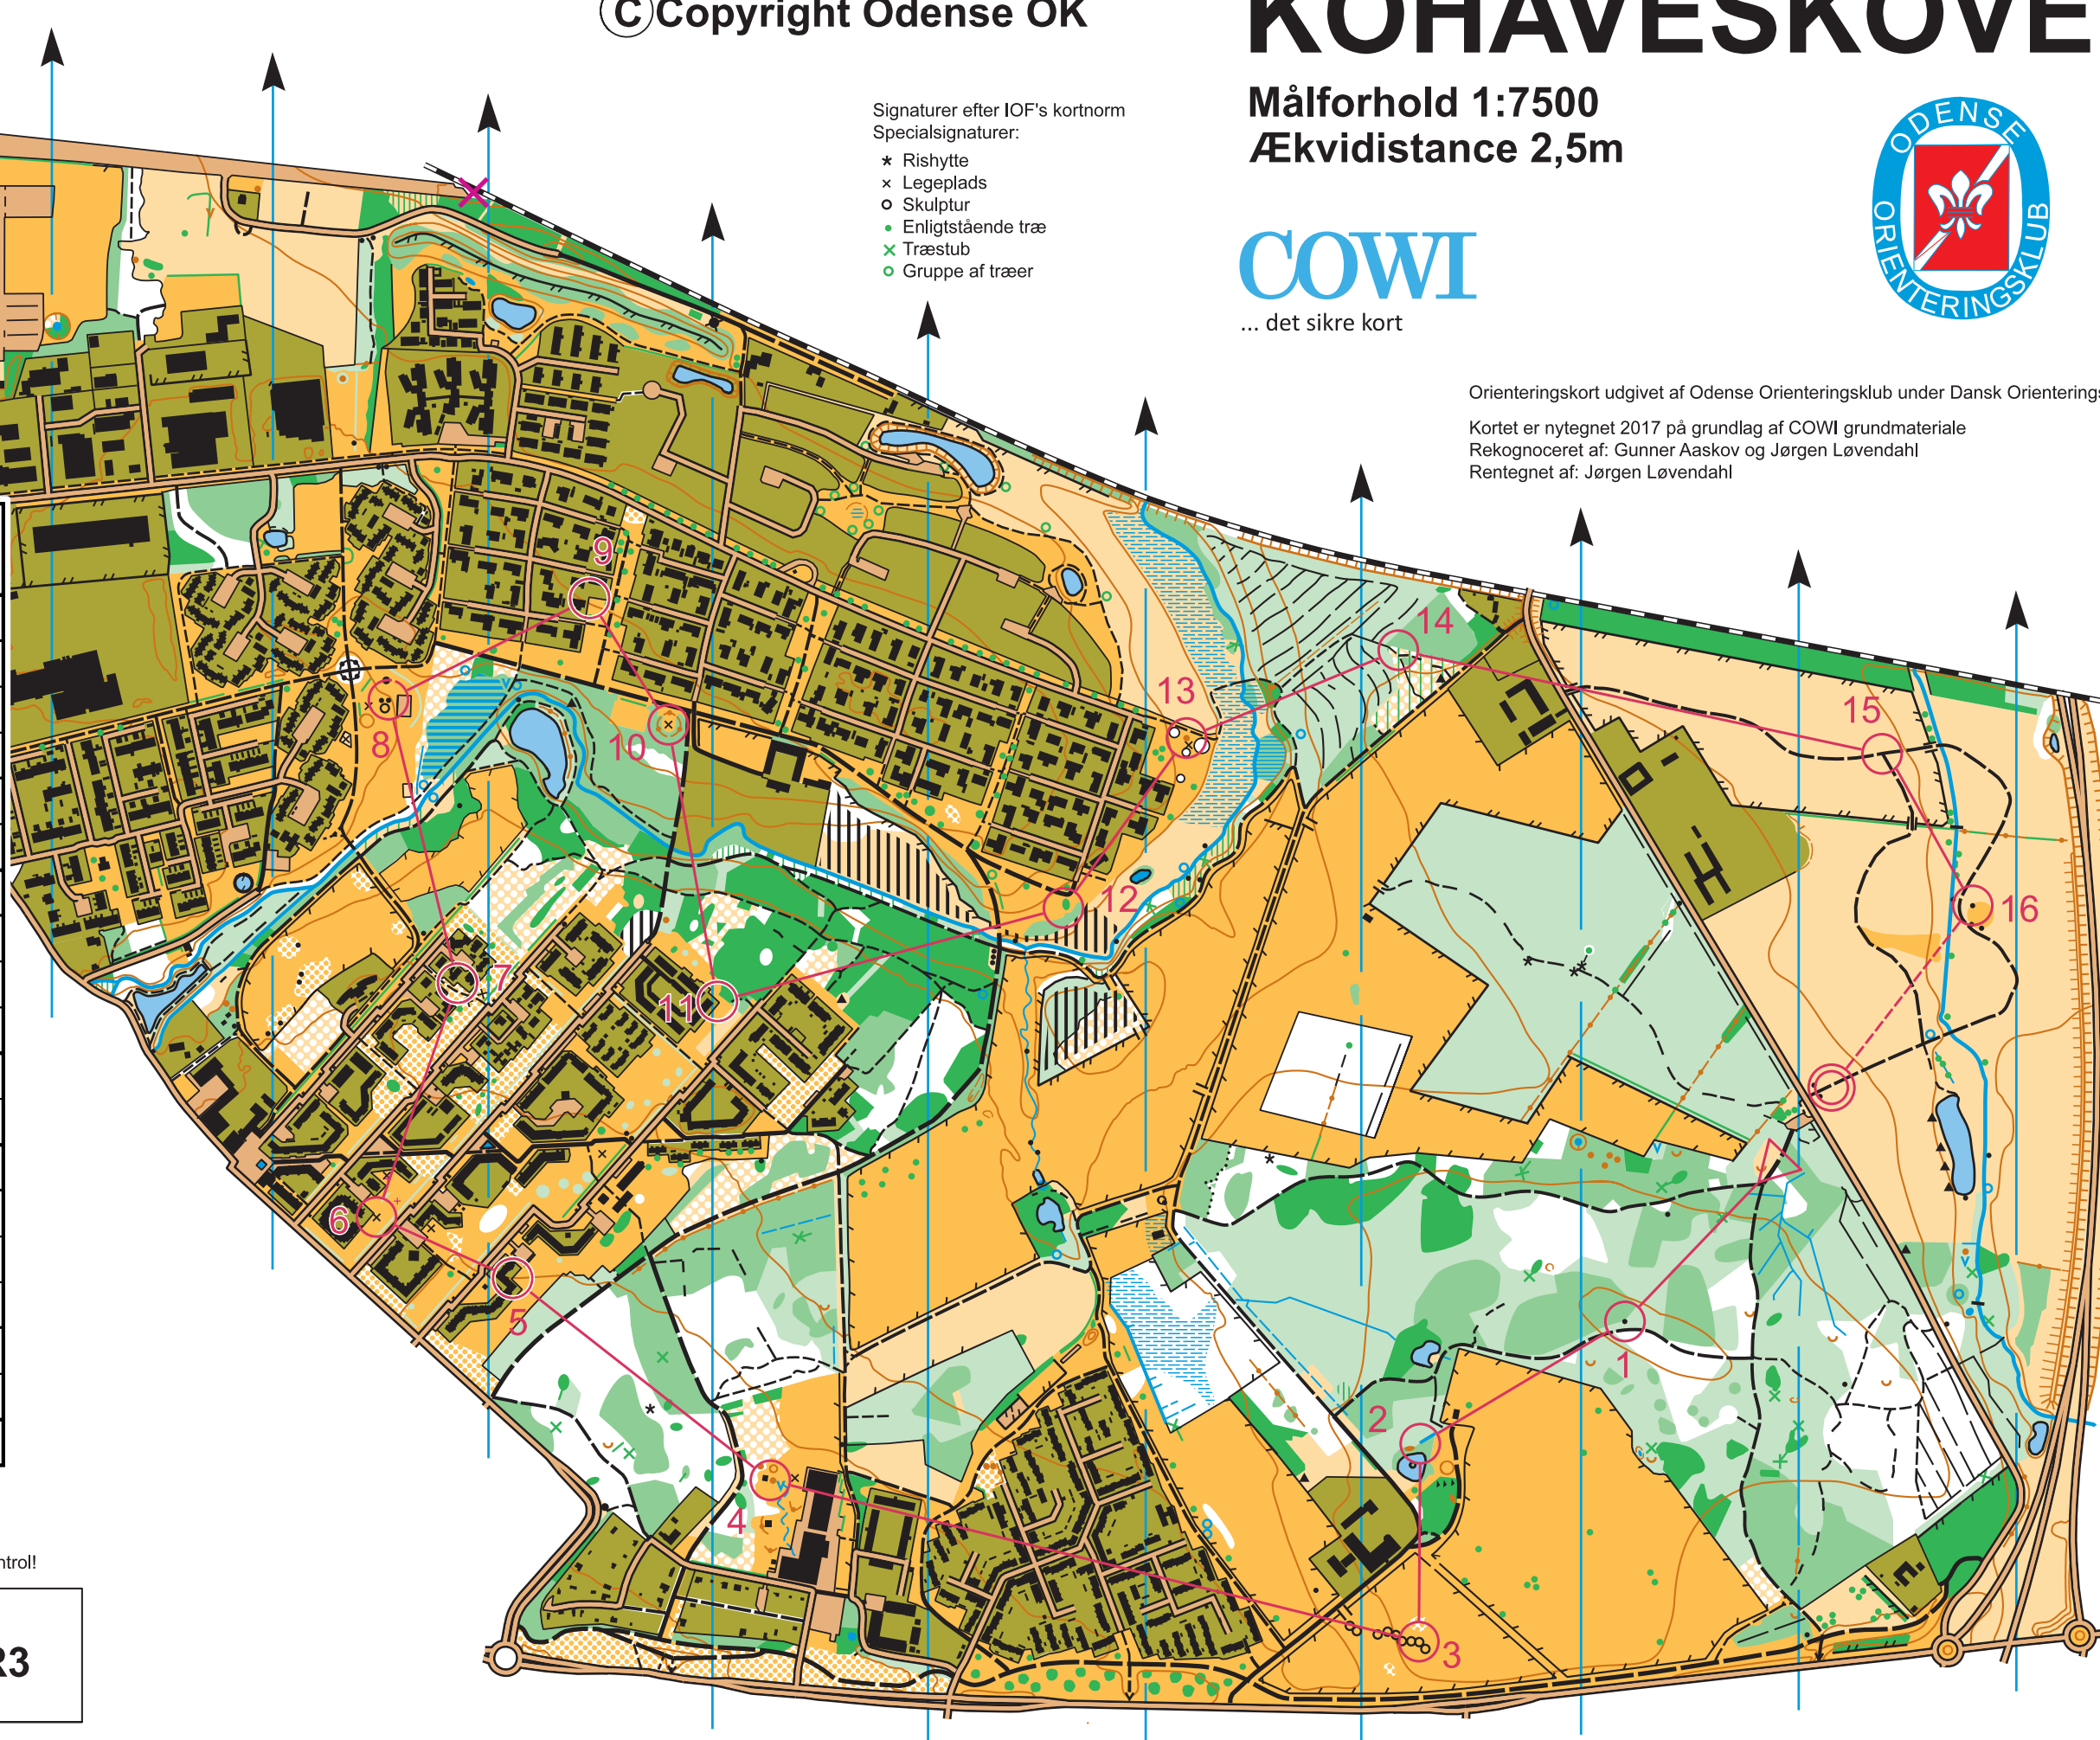 ©Copyright Odense OK
KOHAVESKOVE
Målforhold 1:7500
Ækvidistance 2,5m
Signaturer efter IOF's kortnorm
Specialsignaturer:
Rishytte
Legeplads
Skulptur
Enligtstående træ
Træstub
Gruppe af træer
COWI
... det sikre kort
ODENSE
ORIENTERINGSKLUB
Orienteringskort udgivet af Odense Orienteringsklub under Dansk Orienterings
Kortet er nytegnet 2017 på grundlag af COWI grundmateriale
Rekognoceret af: Gunner Aaskov og Jørgen Løvendahl
Rentegnet af: Jørgen Løvendahl
9
14
13
15
8
10
12
16
7
11
6
5
1
2
4
3
ntrol!
R3